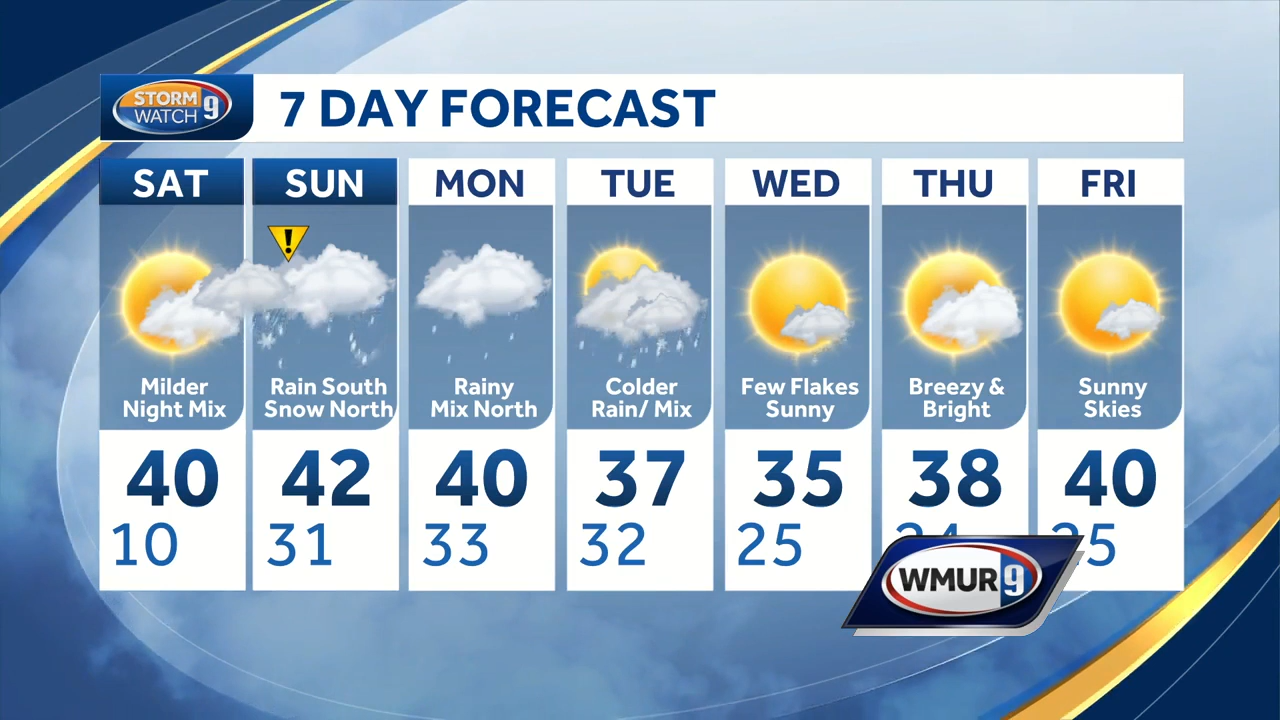 STORM
WATCH 9
7 DAY FORECAST
SAT SUN MON TUE WED THU FRI
!
Milder
Night Mix
Rain South
Snow North
Rainy
Mix North
Colder
Rain/ Mix
Few Flakes
Sunny
Breezy &
Bright
Sunny
Skies
40 42 40 37 35 38 40
10 31 33 32 25
WMUR 9